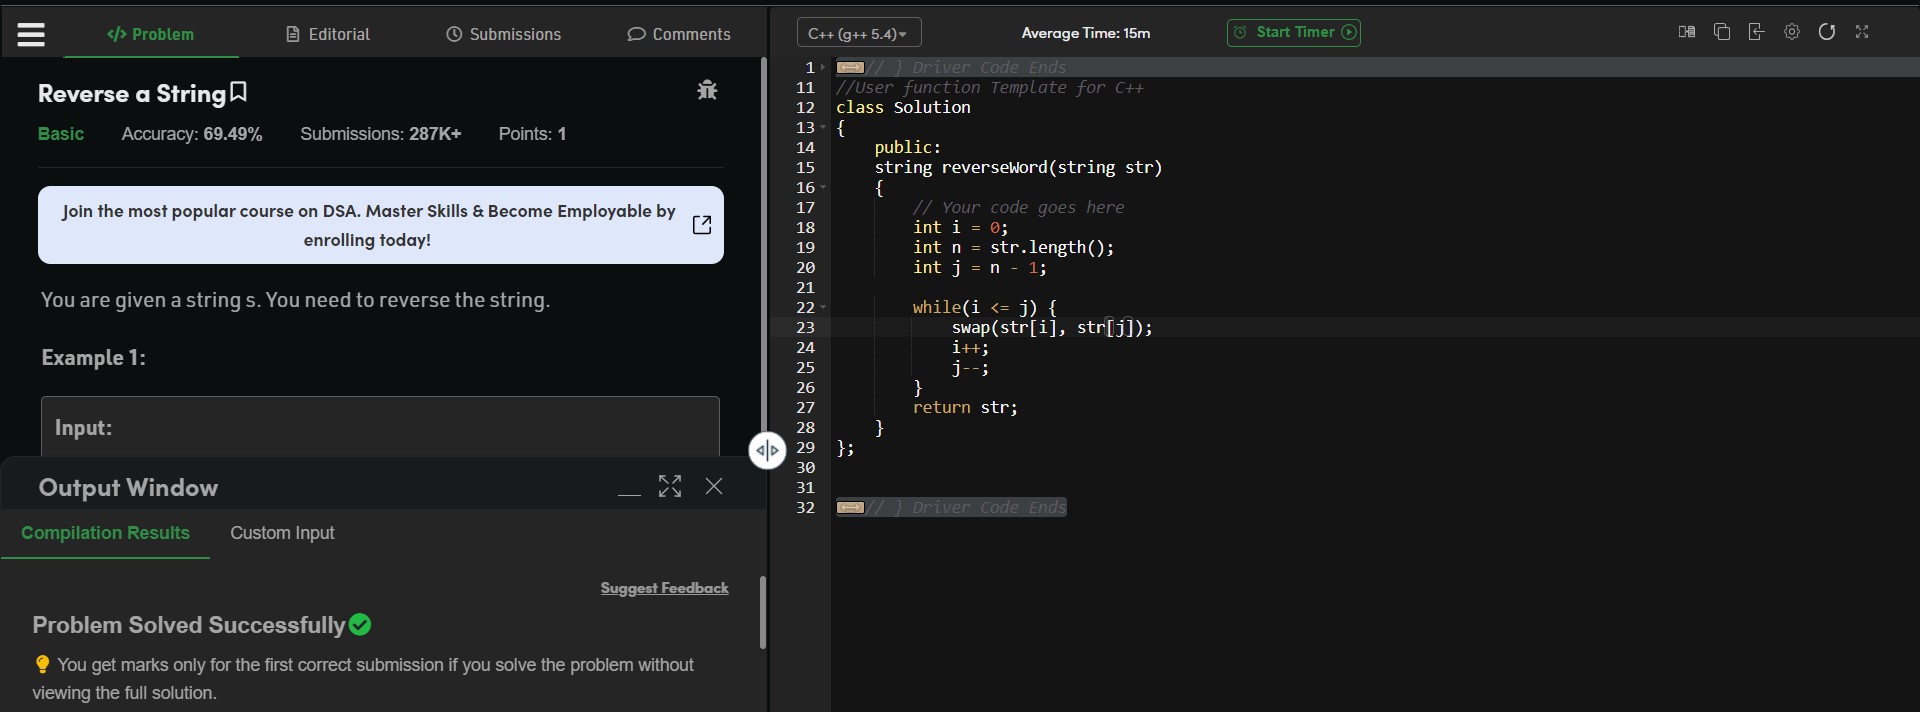 </> Problem
Editorial
Submissions
Comments
Reverse a String
Basic Accuracy: 69.49% Submissions: 287K+ Points: 1
Join the most popular course on DSA. Master Skills & Become Employable by
enrolling today!
You are given a string s. You need to reverse the string.
Example 1:
Input:
Output Window
Compilation Results
Custom Input
Suggest Feedback
Problem Solved Successfully
You get marks only for the first correct submission if you solve the problem without
viewing the full solution.
C++ (g++ 5.4)
Average Time: 15m
Start Timer
1 // } Driver Code Ends
11 //User function Template for C++
12 class Solution
13 {
14 public:
15 string reverseWord(string str)
16 {
17 // Your code goes here
18 int i = 0;
19 int n = str.length();
20 int j = n - 1;
21
22 while(i <= j) {
23 swap(str[i], str[j]);
24 i++;
25 j--;
26 }
27 return str;
28 }
29 };
30
31
32 // } Driver Code Ends